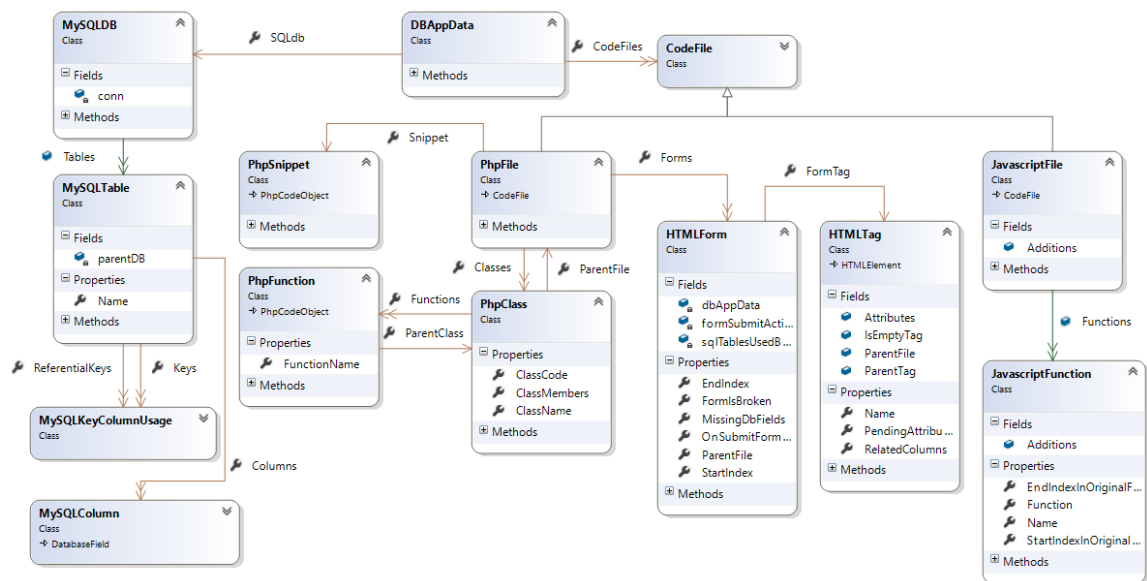 MySQLDB
Class
Fields
conn
Methods
SQLdb
DBAppData
Class
Methods
CodeFiles
CodeFile
Class
Tables
MySQLTable
Class
Fields
parentDB
Properties
Name
Methods
ReferentialKeys
Keys
MySQLKeyColumnUsage
Class
Columns
MySQLColumn
Class
DatabaseField
Snippet
PhpSnippet
Class
PhpCodeObject
Methods
PhpFile
Class
CodeFile
Methods
Classes
ParentFile
PhpFunction
Class
PhpCodeObject
Properties
FunctionName
Methods
Functions
ParentClass
PhpClass
Class
Properties
ClassCode
ClassMembers
ClassName
Methods
Forms
HTMLForm
Class
Fields
dbAppData
formSubmitActi...
sqlTablesUsedB...
Properties
EndIndex
FormIsBroken
MissingDbFields
OnSubmitForm...
ParentFile
StartIndex
Methods
FormTag
HTMLTag
Class
HTMLElement
Fields
Attributes
IsEmptyTag
ParentFile
ParentTag
Properties
Name
PendingAttribu...
RelatedColumns
Methods
JavascriptFile
Class
CodeFile
Fields
Additions
Methods
Functions
JavascriptFunction
Class
Fields
Additions
Properties
EndIndexInOriginalF...
Function
Name
StartIndexInOriginal...
Methods